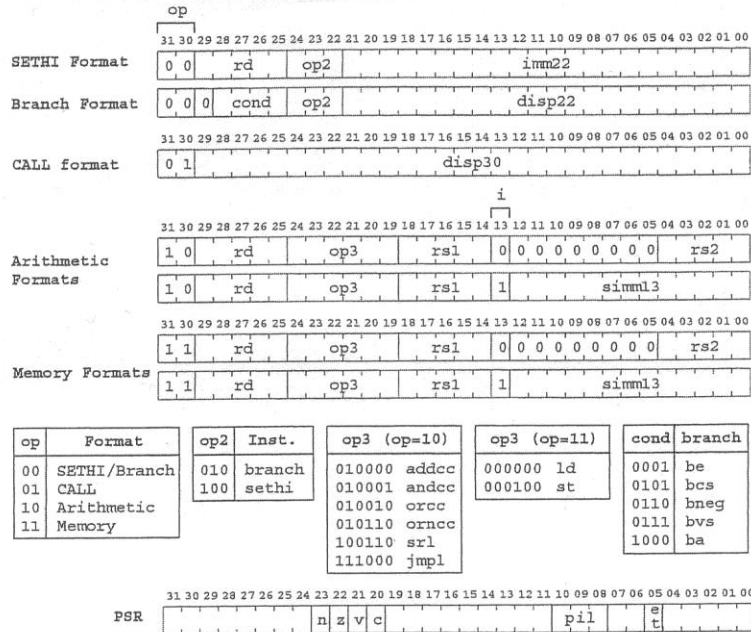 op
31 30 29 28 27 26 25 24 23 22 21 20 19 18 17 16 15 14 13 12 11 10 09 08 07 06 05 04 03 02 01 00
SETHI Format 0 0 rd op2 imm22
Branch Format 0 0 0 cond op2 disp22
31 30 29 28 27 26 25 24 23 22 21 20 19 18 17 16 15 14 13 12 11 10 09 08 07 06 05 04 03 02 01 00
CALL format 0 1 disp30
i
31 30 29 28 27 26 25 24 23 22 21 20 19 18 17 16 15 14 13 12 11 10 09 08 07 06 05 04 03 02 01 00
Arithmetic Formats
1 0 rd op3 rs1 0 0 0 0 0 0 0 0 0 rs2
1 0 rd op3 rs1 1 simm13
31 30 29 28 27 26 25 24 23 22 21 20 19 18 17 16 15 14 13 12 11 10 09 08 07 06 05 04 03 02 01 00
Memory Formats
1 1 rd op3 rs1 0 0 0 0 0 0 0 0 0 rs2
1 1 rd op3 rs1 1 simm13
op Format
00 SETHI/Branch
01 CALL
10 Arithmetic
11 Memory
op2 Inst.
010 branch
100 sethi
op3 (op=10)
010000 addcc
010001 andcc
010010 orcc
010110 orncc
100110 srl
111000 jmpl
op3 (op=11)
000000 ld
000100 st
cond branch
0001 be
0101 bcs
0110 bneg
0111 bvs
1000 ba
31 30 29 28 27 26 25 24 23 22 21 20 19 18 17 16 15 14 13 12 11 10 09 08 07 06 05 04 03 02 01 00
PSR n z v c pil et